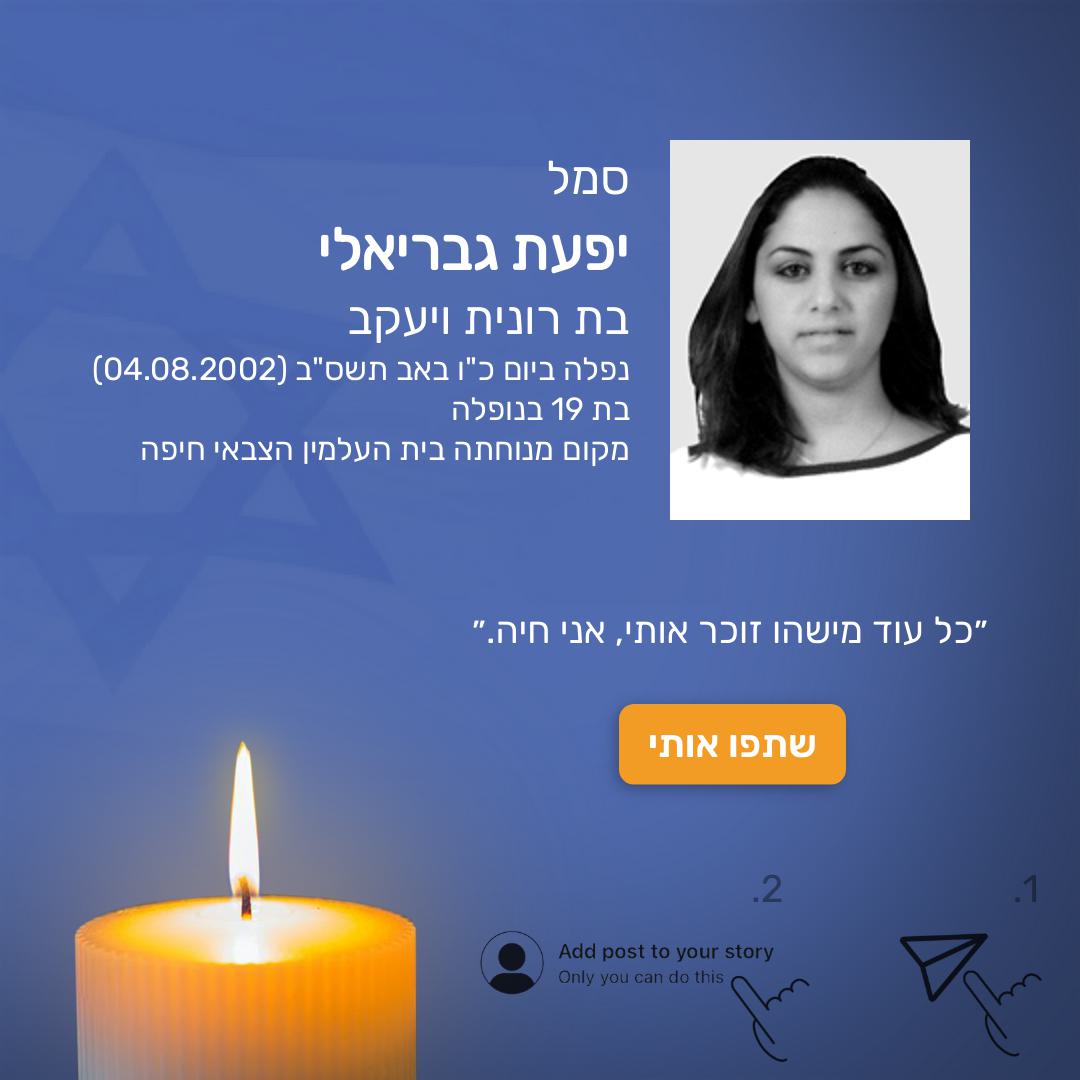 סמל
יפעת גבריאלי
בת רונית ויעקב
נפלה ביום כ"ו באב תשס"ב (04.08.2002)
בת 19 בנופלה
מקום מנוחתה בית העלמין הצבאי חיפה
״כל עוד מישהו זוכר אותי, אני חיה.״
שתפו אותי
1.
2.
Add post to your story
Only you can do this